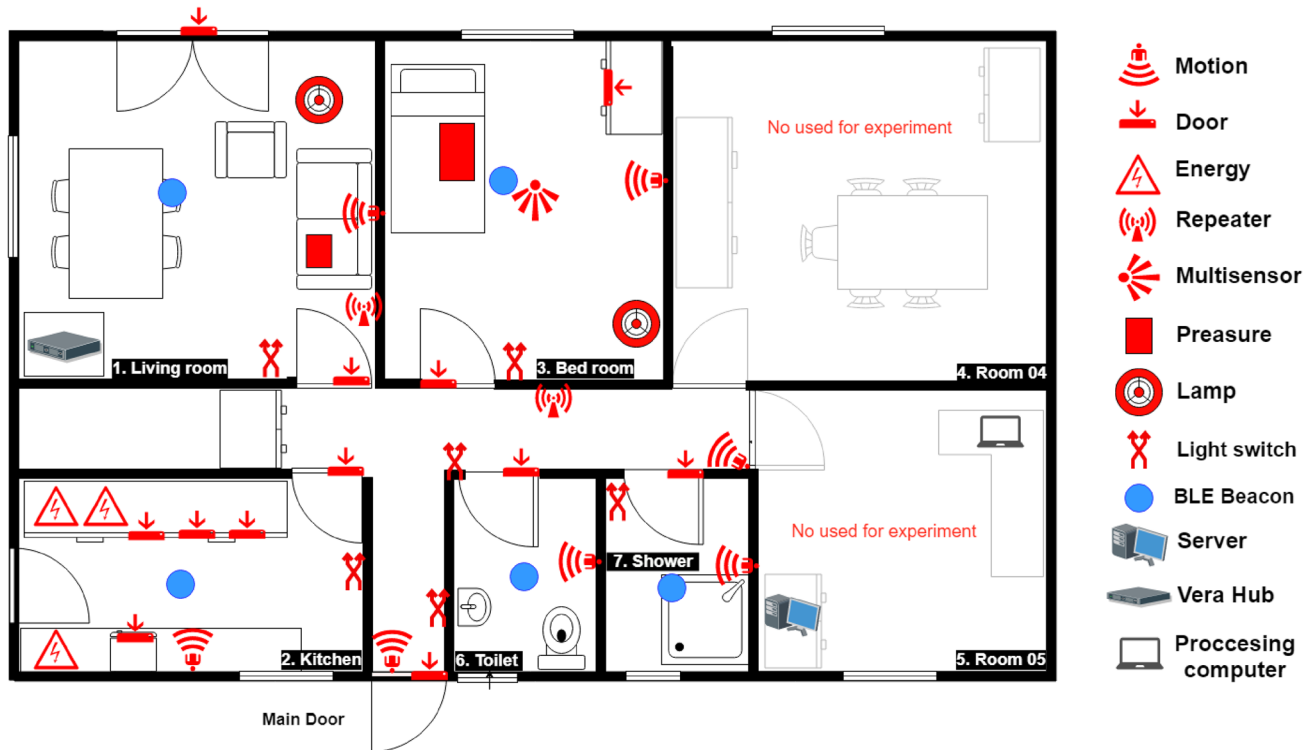 No used for experiment
1. Living room
3. Bed room
4. Room 04
No used for experiment
7. Shower
2. Kitchen
6. Toilet
5. Room 05
Main Door
Motion
Door
Energy
Repeater
Multisensor
Preasure
Lamp
Light switch
BLE Beacon
Server
Vera Hub
Proccesing
computer